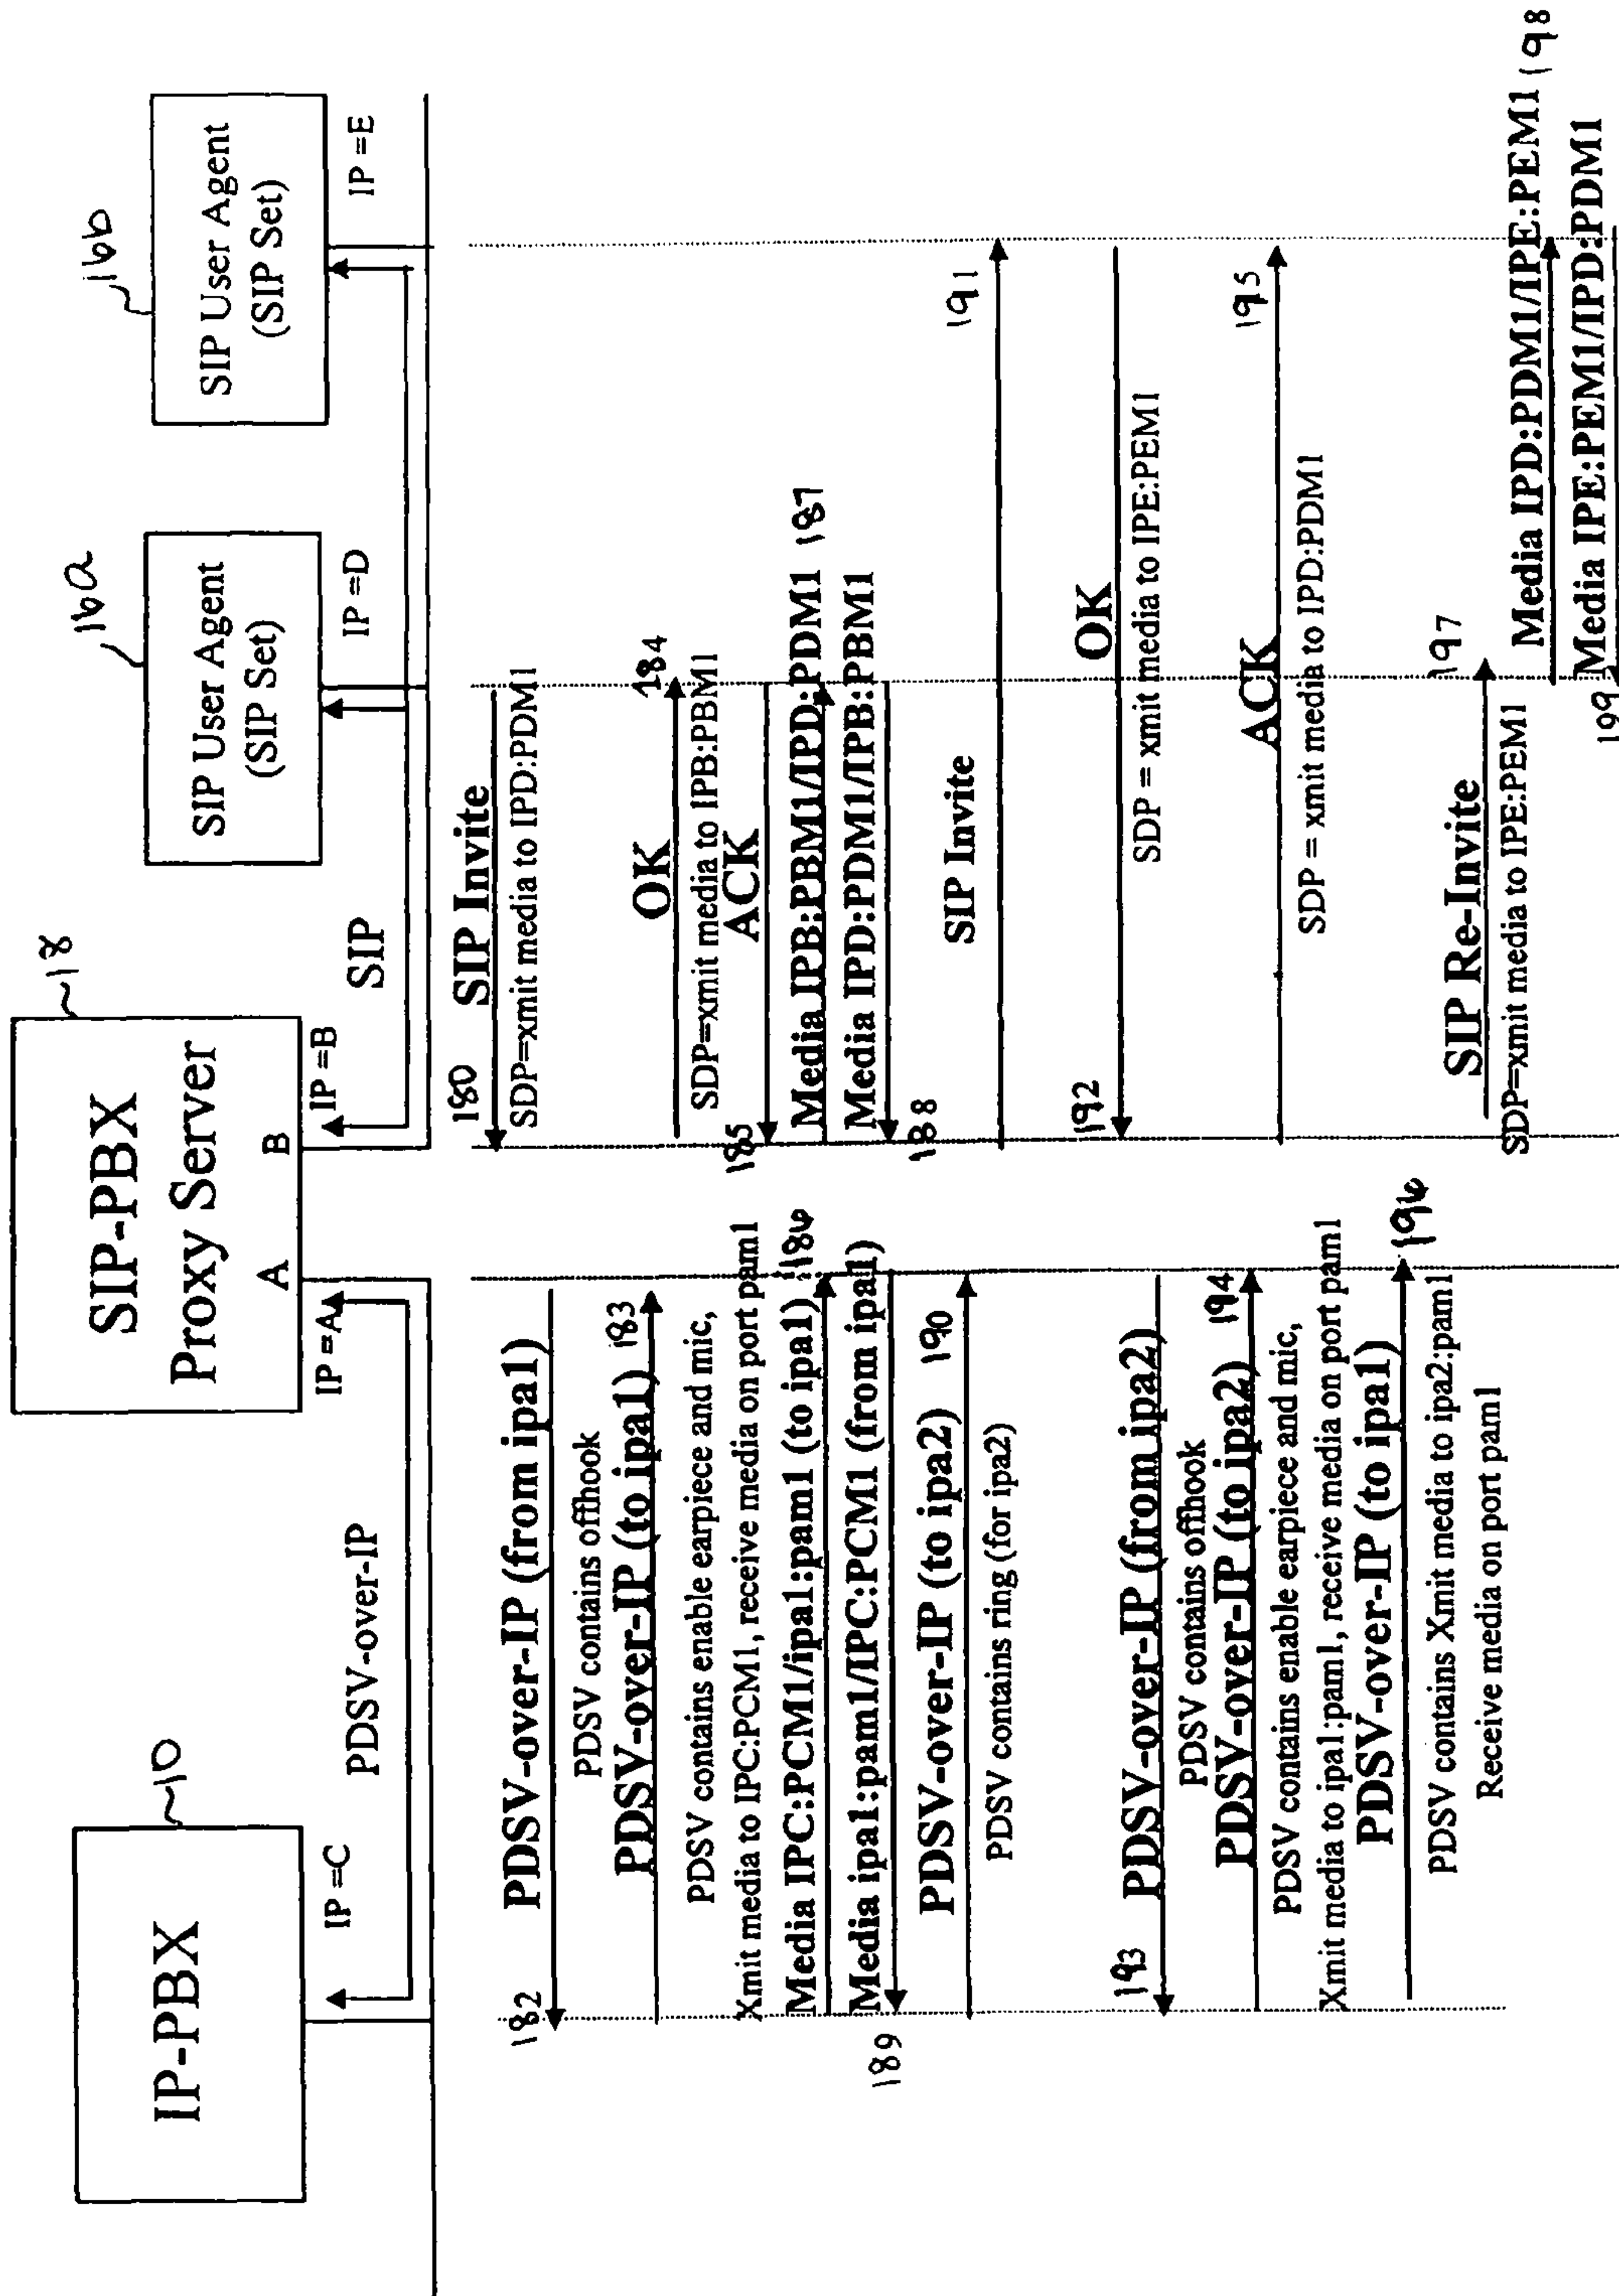 IP-PBX
10
IP =C
PDSV-over-IP
SIP-PBX
Proxy Server
18
A
B
IP =A
IP =B
SIP
SIP User Agent
(SIP Set)
16a
IP =D
SIP User Agent
(SIP Set)
16b
IP =E
180
SIP Invite
SDP=xmit media to IPD:PDM1
182
PDSV-over-IP (from ipa1)
PDSV contains offhook
PDSV-over-IP (to ipa1)
183
PDSV contains enable earpiece and mic,
Xmit media to IPC:PCM1, receive media on port pam1
OK
184
SDP=xmit media to IPB:PBM1
185
ACK
Media IPC:PCM1/ipa1:pam1 (to ipa1)
186
Media IPB:PBM1/IPD:PDM1
187
Media IPD:PDM1/IPB:PBM1
188
Media ipa1:pam1/IPC:PCM1 (from ipa1)
189
PDSV-over-IP (to ipa2)
190
PDSV contains ring (for ipa2)
SIP Invite
191
OK
192
SDP = xmit media to IPE:PEM1
193
PDSV-over-IP (from ipa2)
PDSV contains offhook
PDSV-over-IP (to ipa2)
194
PDSV contains enable earpiece and mic,
Xmit media to ipa1:pam1, receive media on port pam1
ACK
195
SDP = xmit media to IPD:PDM1
PDSV-over-IP (to ipa1)
196
PDSV contains Xmit media to ipa2:pam1
Receive media on port pam1
SIP Re-Invite
197
SDP=xmit media to IPE:PEM1
Media IPD:PDM1/IPE:PEM1
198
Media IPE:PEM1/IPD:PDM1
199